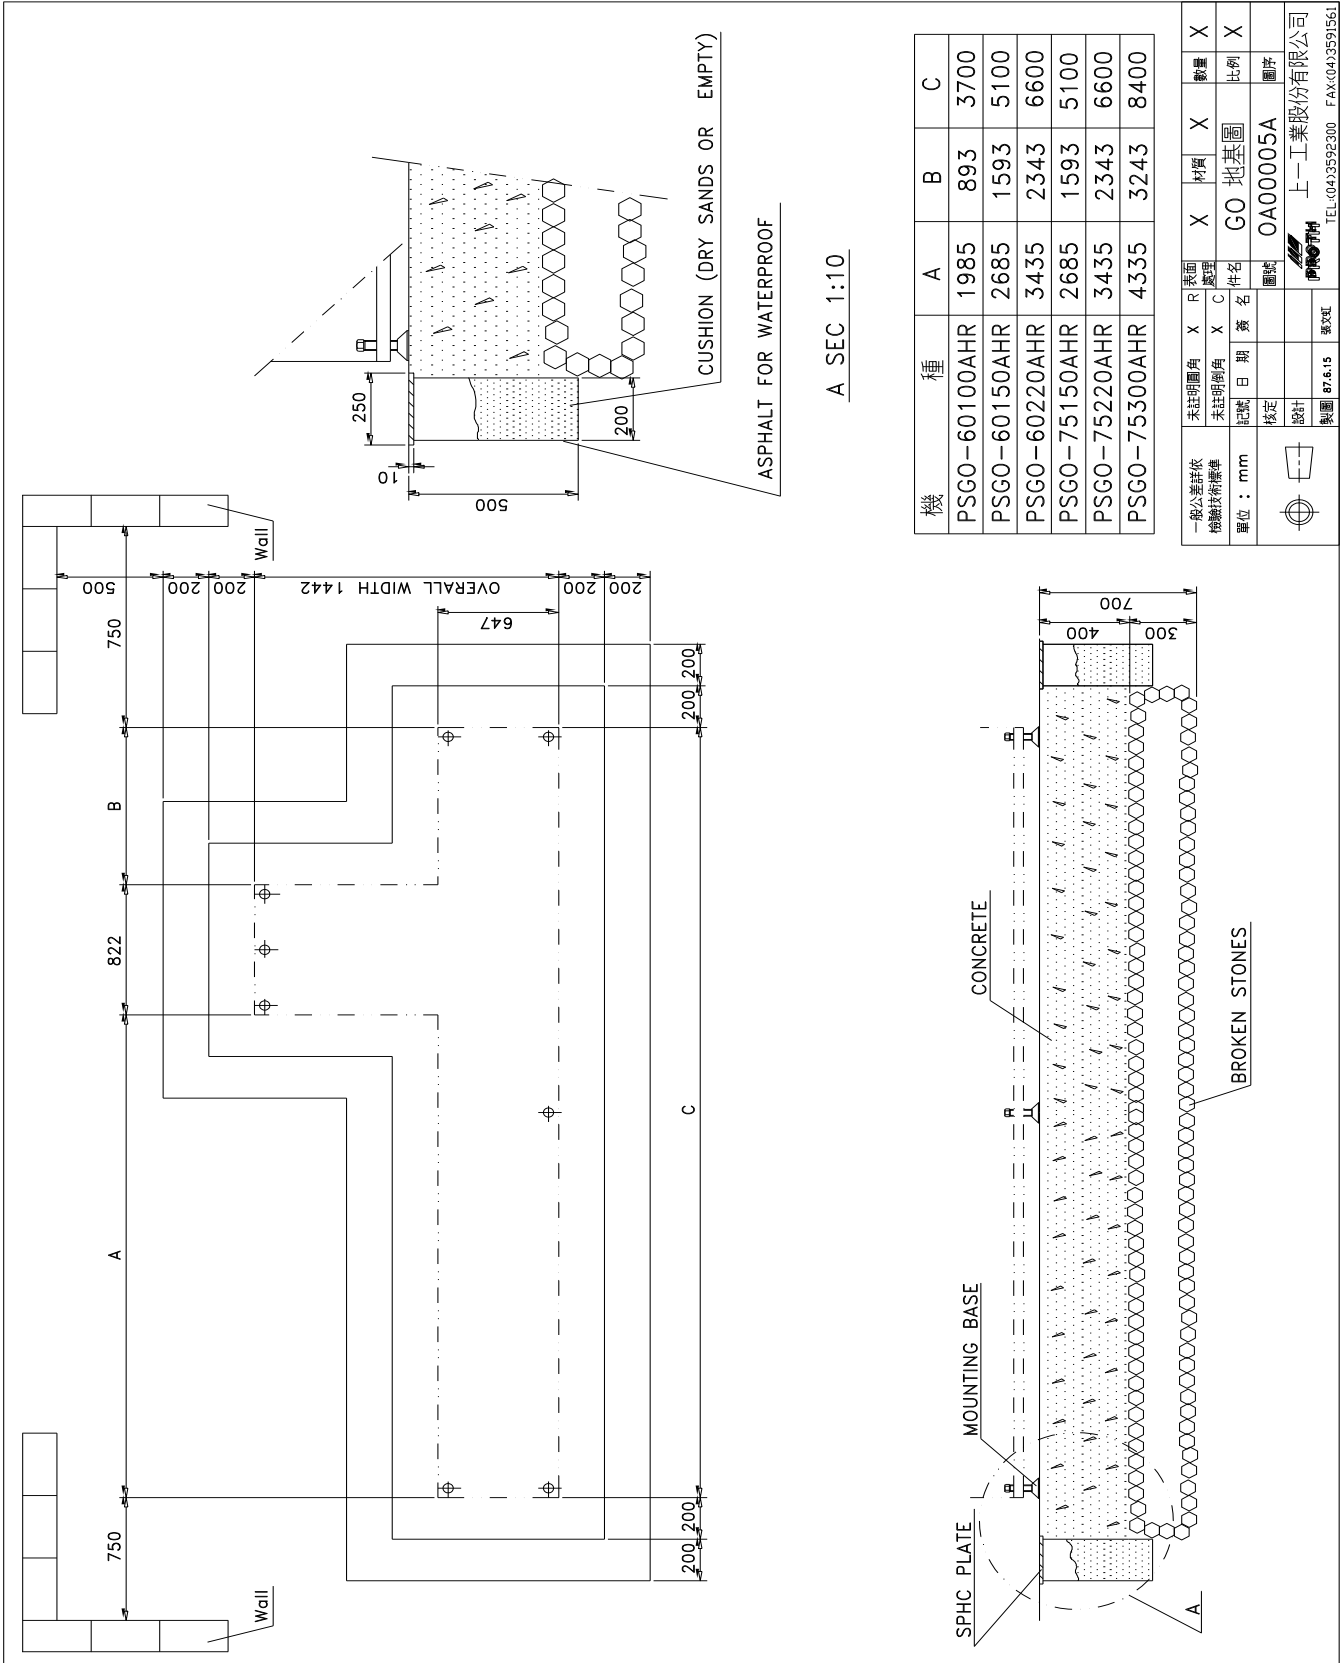 750
A
822
B
750
Wall
Wall
500
200
200
OVERALL WIDTH 1442
200
200
647
200
200
C
200
200
250
10
500
200
CUSHION (DRY SANDS OR EMPTY)
ASPHALT FOR WATERPROOF
A SEC 1:10
SPHC PLATE
MOUNTING BASE
CONCRETE
BROKEN STONES
A
400
300
700
機 種 A B C
PSGO-60100AHR 1985 893 3700
PSGO-60150AHR 2685 1593 5100
PSGO-60220AHR 3435 2343 6600
PSGO-75150AHR 2685 1593 5100
PSGO-75220AHR 3435 2343 6600
PSGO-75300AHR 4335 3243 8400
一般公差詳依
檢驗技術標準
單位：mm
未註明圓角 X R
未註明倒角 X C
記號 日 期 簽 名
核定
設計
製圖 87.6.15 張文虹
表面
處理 X 材質 X 數量 X
件名 GO 地基圖 比例 X
圖號 OA00005A 圖序
PROTH 上一工業股份有限公司
TEL:(04)3592300 FAX:(04)3591561